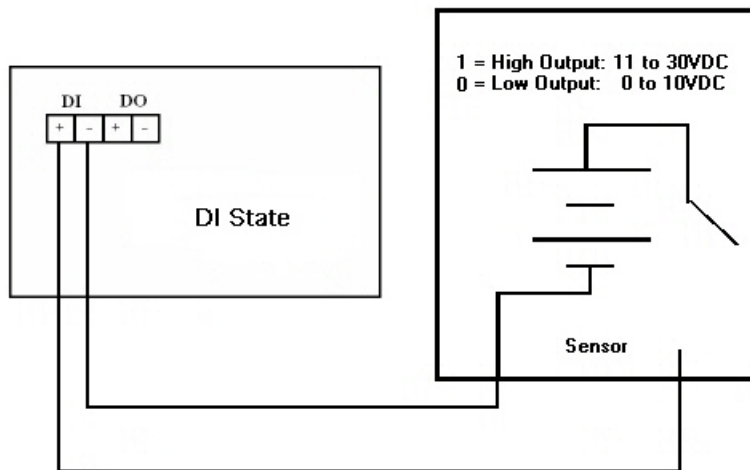 DI DO
+ - + -
DI State
1 = High Output: 11 to 30VDC
0 = Low Output: 0 to 10VDC
Sensor